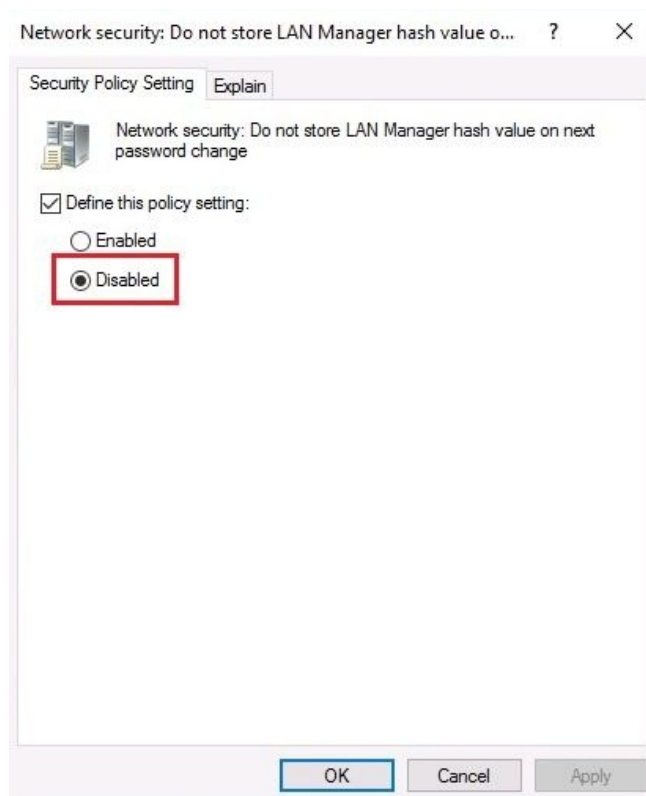 Network security: Do not store LAN Manager hash value o... ?
Security Policy Setting Explain
Network security: Do not store LAN Manager hash value on next
password change
Define this policy setting:
Enabled
Disabled
OK Cancel Apply